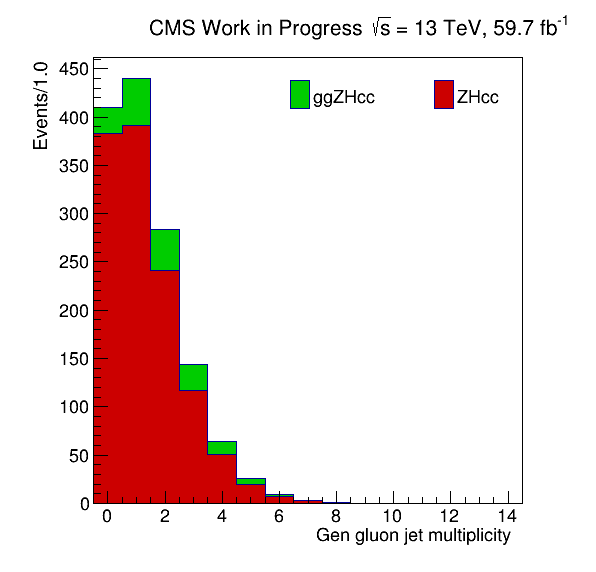 CMS Work in Progress √s = 13 TeV, 59.7 fb⁻¹
Events/1.0
ggZHcc ZHcc
450
400
350
300
250
200
150
100
50
0
0 2 4 6 8 10 12 14
Gen gluon jet multiplicity